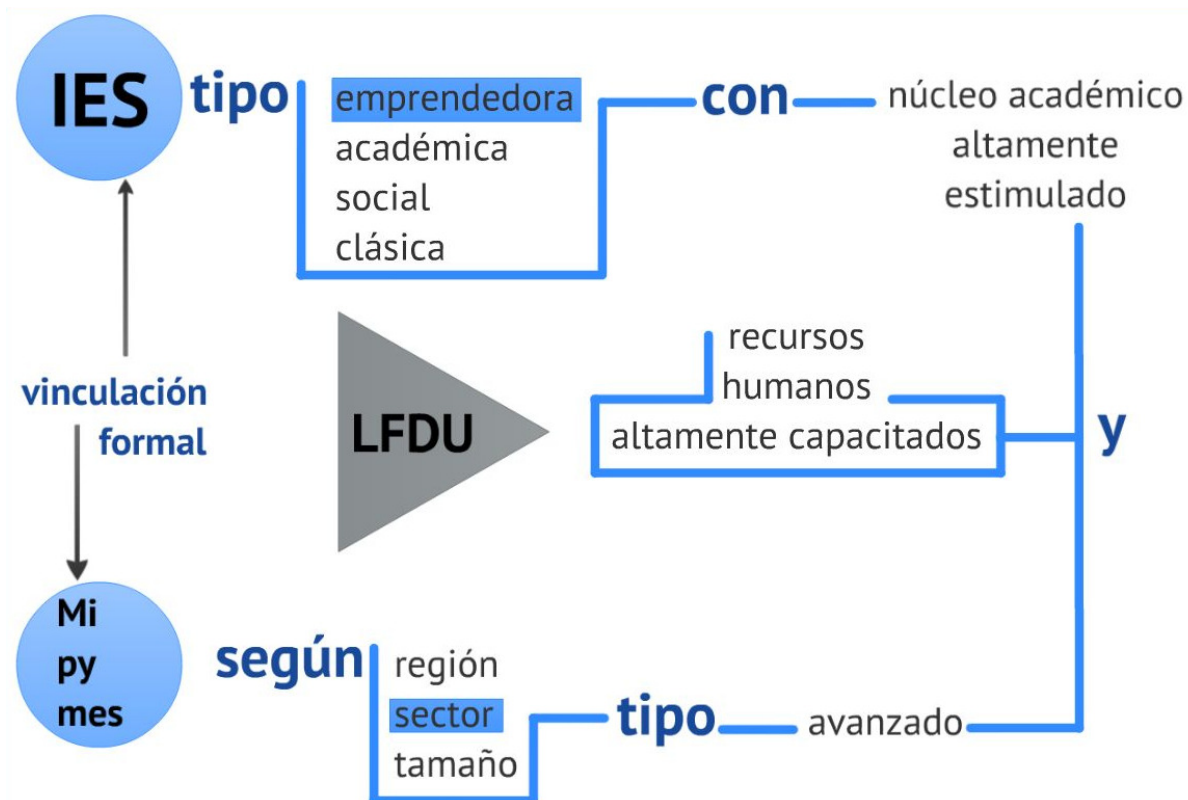 IES
tipo
emprendedora
académica
social
clásica
con
núcleo académico
altamente
estimulado
vinculación
formal
LFDU
recursos
humanos
altamente capacitados
y
Mi
py
mes
según
región
sector
tamaño
tipo
avanzado